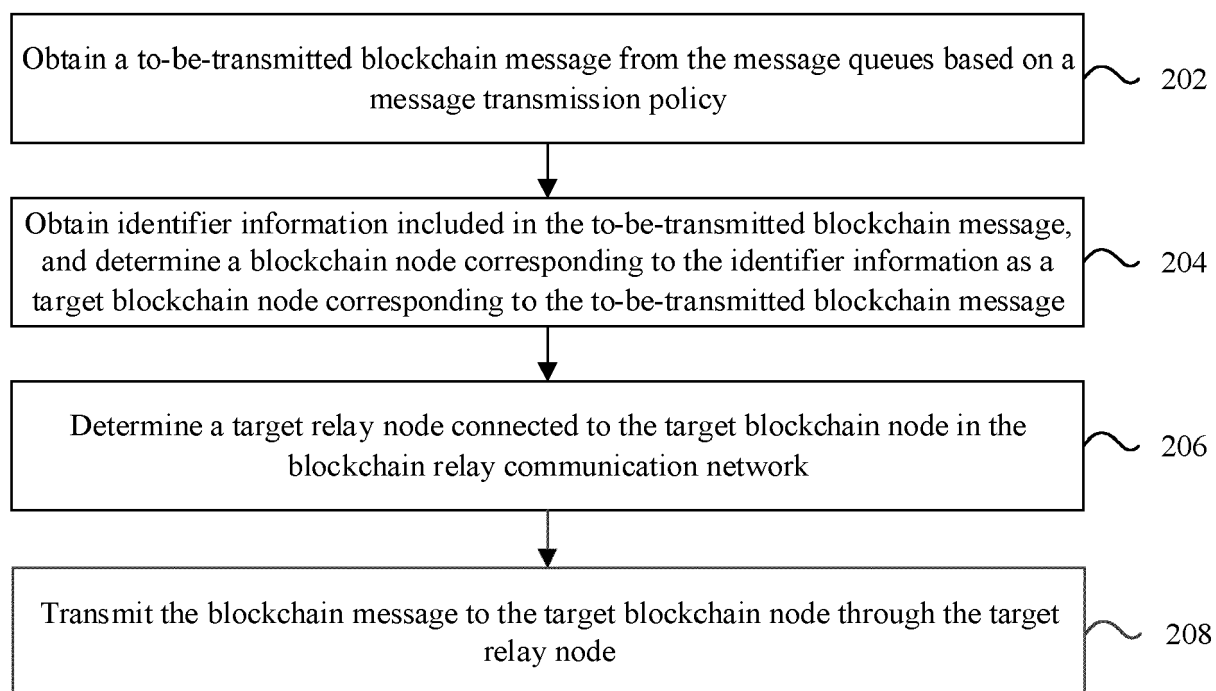 Obtain a to-be-transmitted blockchain message from the message queues based on a
message transmission policy
202
Obtain identifier information included in the to-be-transmitted blockchain message,
and determine a blockchain node corresponding to the identifier information as a
target blockchain node corresponding to the to-be-transmitted blockchain message
204
Determine a target relay node connected to the target blockchain node in the
blockchain relay communication network
206
Transmit the blockchain message to the target blockchain node through the target
relay node
208